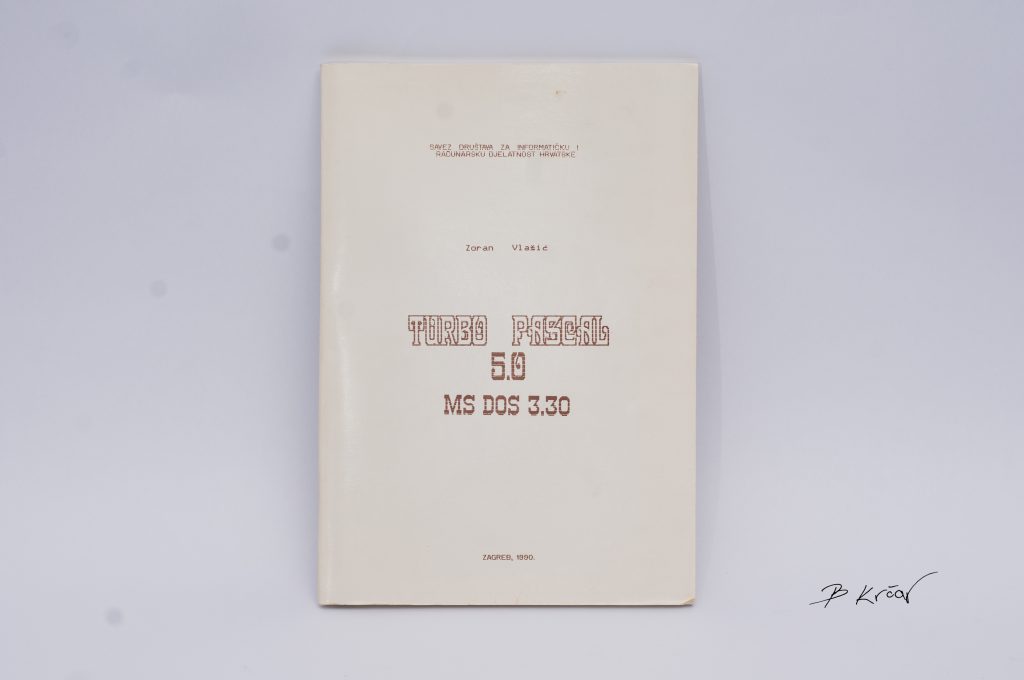 SAVEZ DRUŠTAVA ZA INFORMATIČKU I
RAČUNARSKU DJELATNOST HRVATSKE
Zoran Vlašić
TURBO PASCAL
5.0
MS DOS 3.30
ZAGREB, 1990.
B Krčar